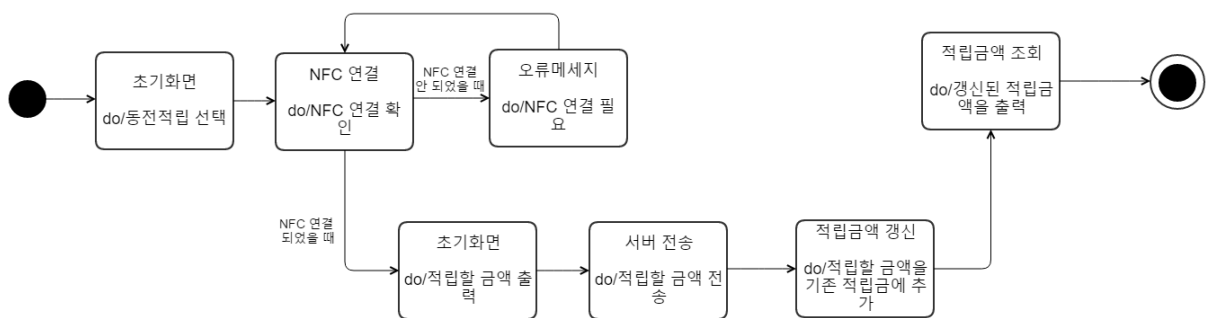 초기화면
do/동전적립 선택
NFC 연결
do/NFC 연결 확
인
NFC 연결
안 되었을 때
오류메세지
do/NFC 연결 필
요
적립금액 조회
do/갱신된 적립금
액을 출력
NFC 연결
되었을 때
초기화면
do/적립할 금액 출
력
서버 전송
do/적립할 금액 전
송
적립금액 갱신
do/적립할 금액을
기존 적립금에 추
가